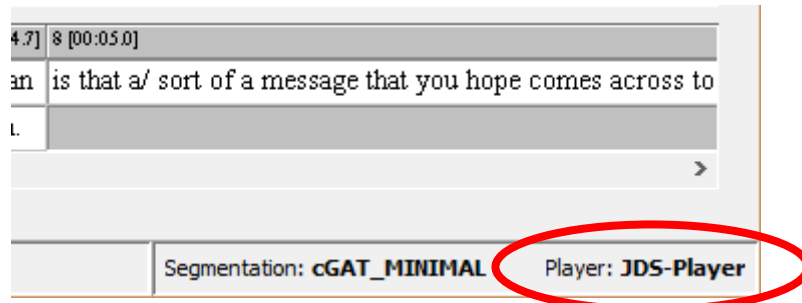 4.7] 8 [00:05.0]
an is that a/ sort of a message that you hope comes across to
1.
Segmentation: cGAT_MINIMAL Player: JDS-Player